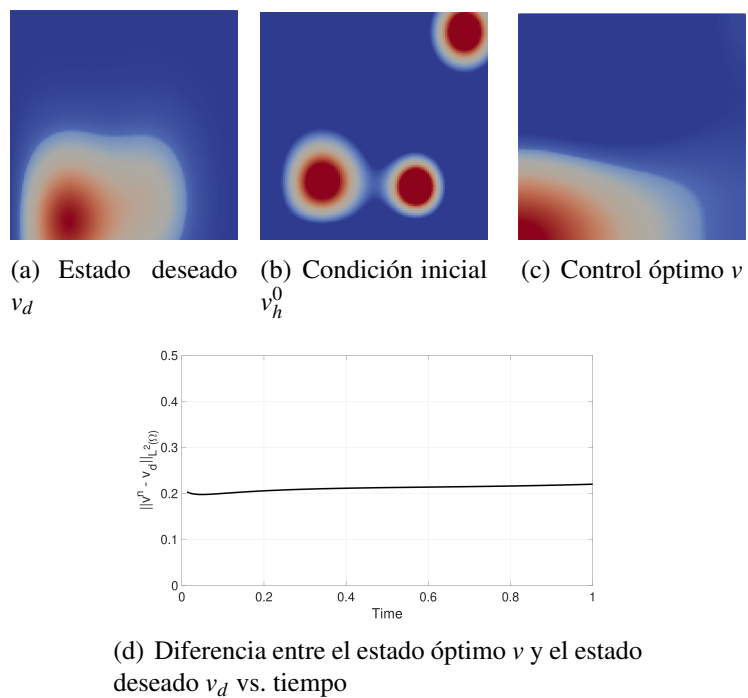 (a) Estado deseado
v_d
(b) Condición inicial
v_h^0
(c) Control óptimo v
0.5
0.4
0.3
0.2
0.1
0
||v^n - v_d||_{L^2(Ω)}
0 0.2 0.4 0.6 0.8 1
Time
(d) Diferencia entre el estado óptimo v y el estado
deseado v_d vs. tiempo